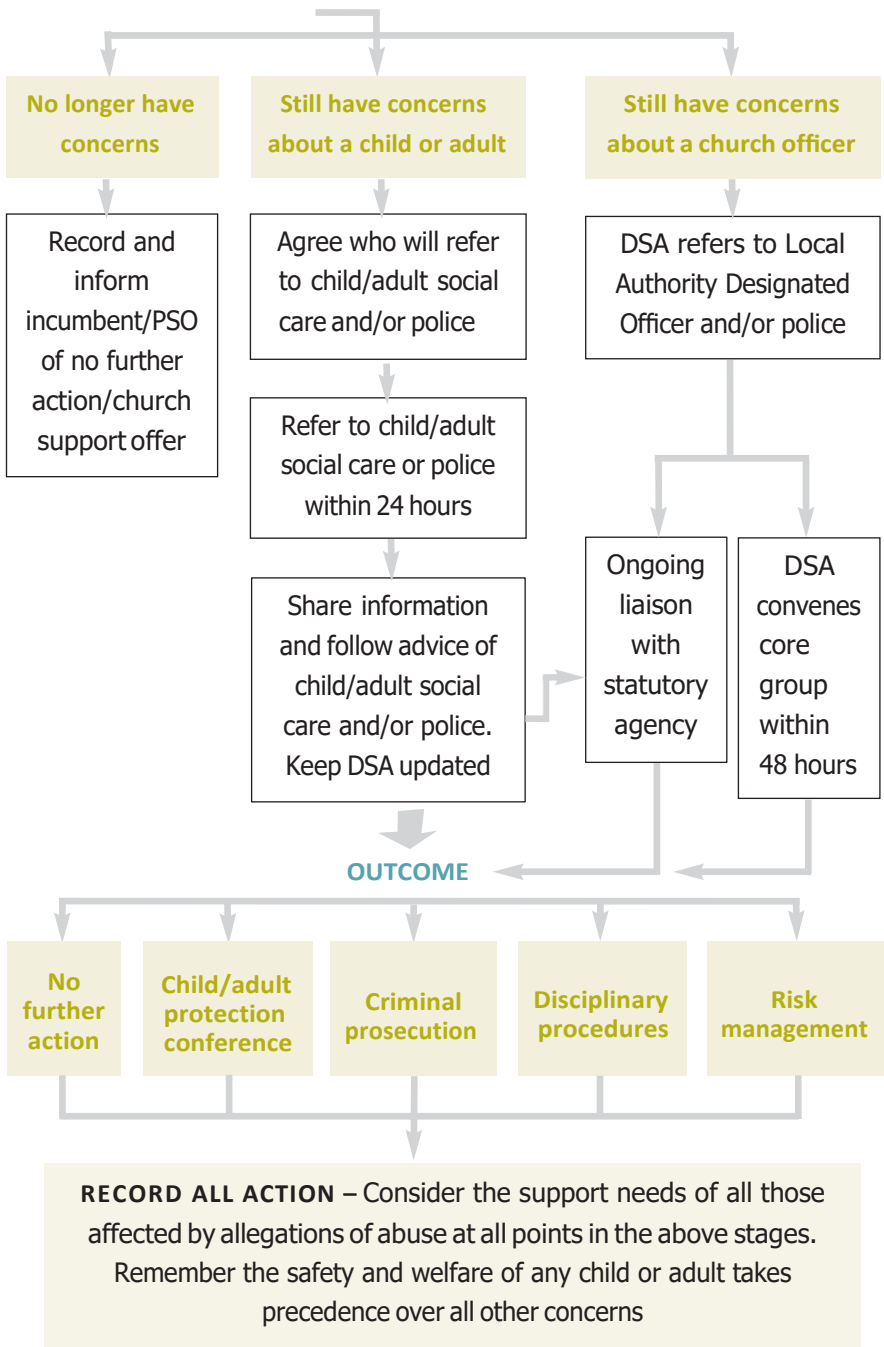 No longer have
concerns
Still have concerns
about a child or adult
Still have concerns
about a church officer
Record and
inform
incumbent/PSO
of no further
action/church
support offer
Agree who will refer
to child/adult social
care and/or police
DSA refers to Local
Authority Designated
Officer and/or police
Refer to child/adult
social care or police
within 24 hours
Share information
and follow advice of
child/adult social
care and/or police.
Keep DSA updated
Ongoing
liaison
with
statutory
agency
DSA
convenes
core
group
within
48 hours
OUTCOME
No
further
action
Child/adult
protection
conference
Criminal
prosecution
Disciplinary
procedures
Risk
management
RECORD ALL ACTION – Consider the support needs of all those
affected by allegations of abuse at all points in the above stages.
Remember the safety and welfare of any child or adult takes
precedence over all other concerns